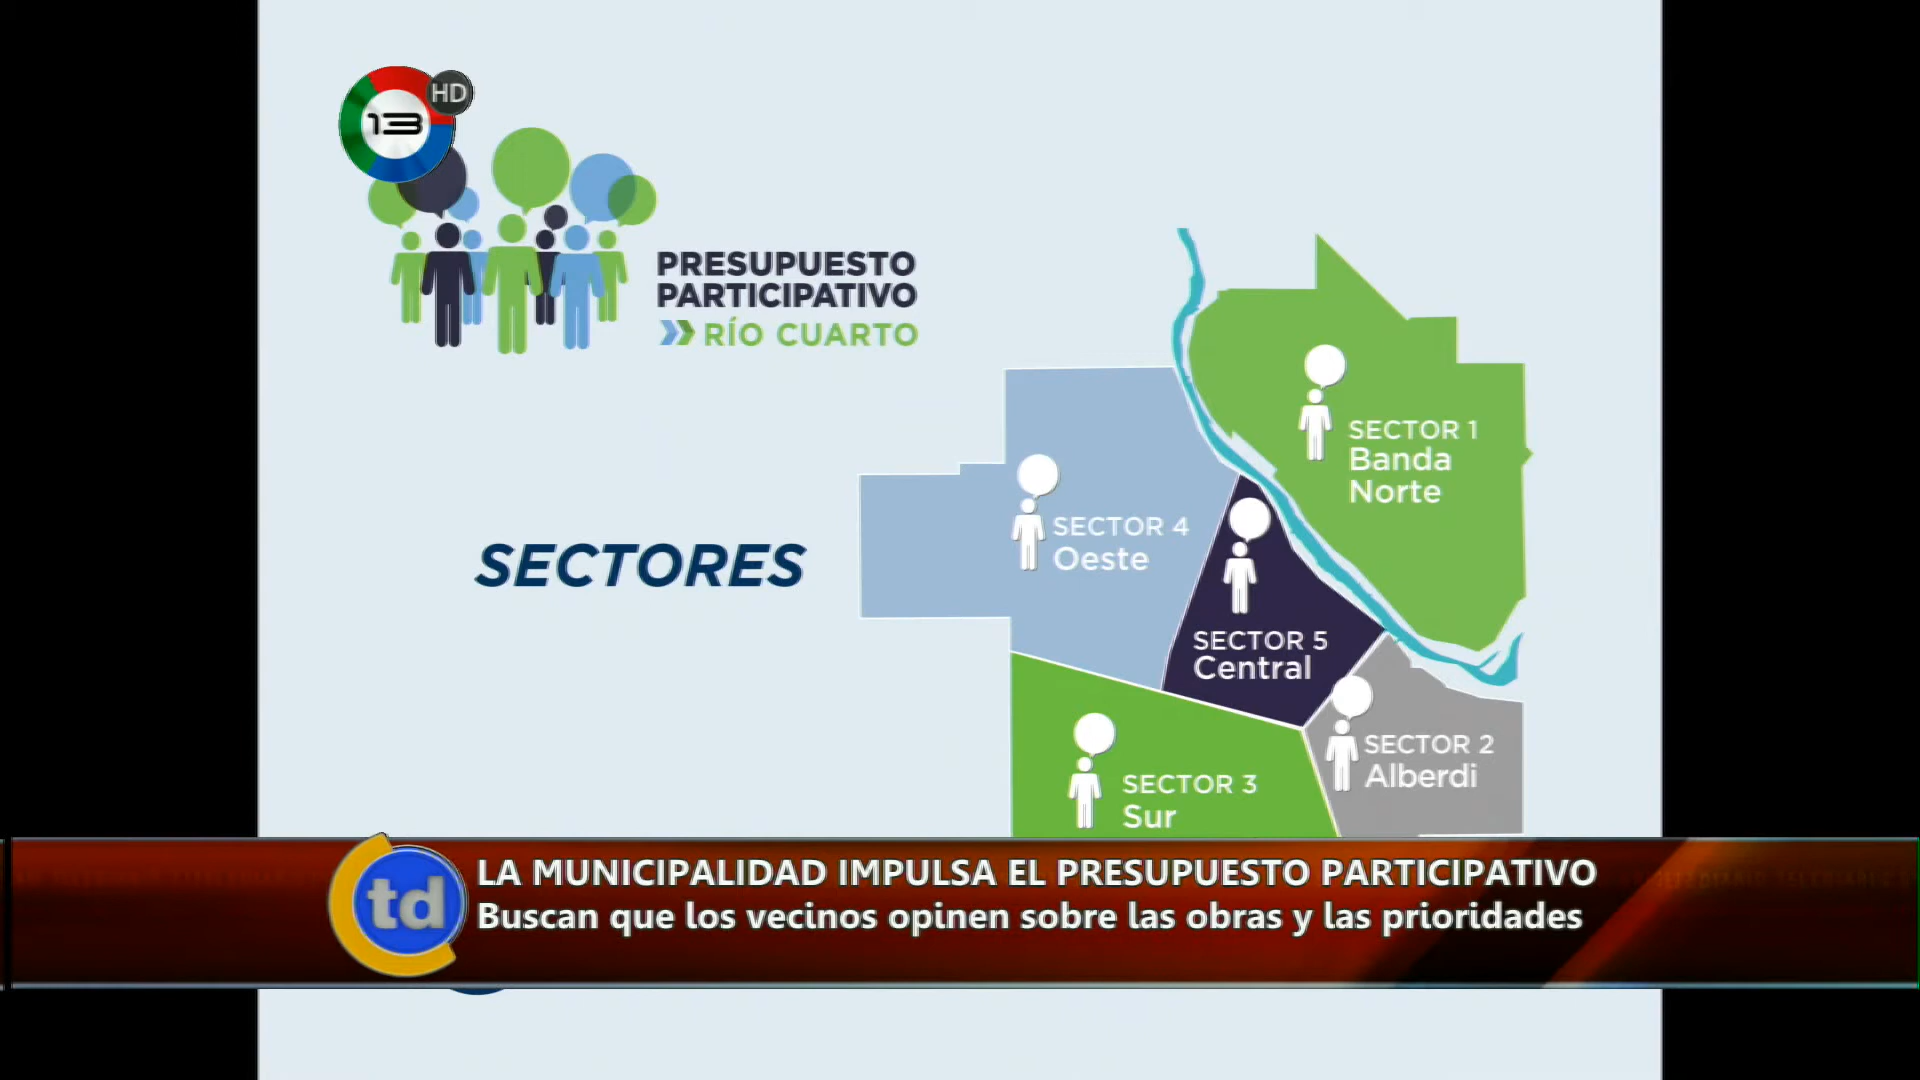 13
HD
PRESUPUESTO
PARTICIPATIVO
RÍO CUARTO
SECTORES
SECTOR 1
Banda
Norte
SECTOR 4
Oeste
SECTOR 5
Central
SECTOR 2
Alberdi
SECTOR 3
Sur
td
LA MUNICIPALIDAD IMPULSA EL PRESUPUESTO PARTICIPATIVO
Buscan que los vecinos opinen sobre las obras y las prioridades